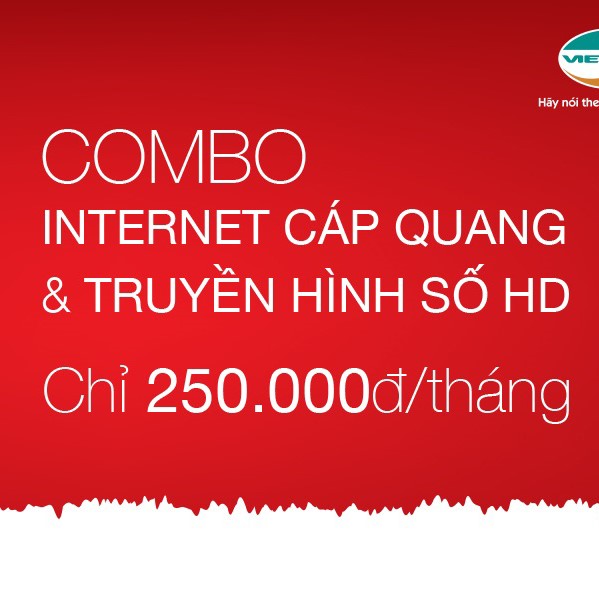 Hãy nói the
COMBO
INTERNET CÁP QUANG
& TRUYỀN HÌNH SỐ HD
Chỉ 250.000đ/tháng